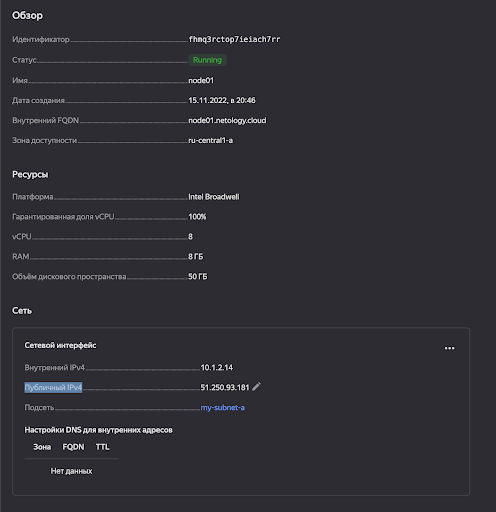 Обзор
Идентификатор fhmq3rctop7ieiach7rr
Статус Running
Имя node01
Дата создания 15.11.2022, в 20:46
Внутренний FQDN node01.netology.cloud
Зона доступности ru-central1-a
Ресурсы
Платформа Intel Broadwell
Гарантированная доля vCPU 100%
vCPU 8
RAM 8 ГБ
Объём дискового пространства 50 ГБ
Сеть
Сетевой интерфейс
Внутренний IPv4 10.1.2.14
Публичный IPv4 51.250.93.181
Подсеть my-subnet-a
Настройки DNS для внутренних адресов
Зона FQDN TTL
Нет данных